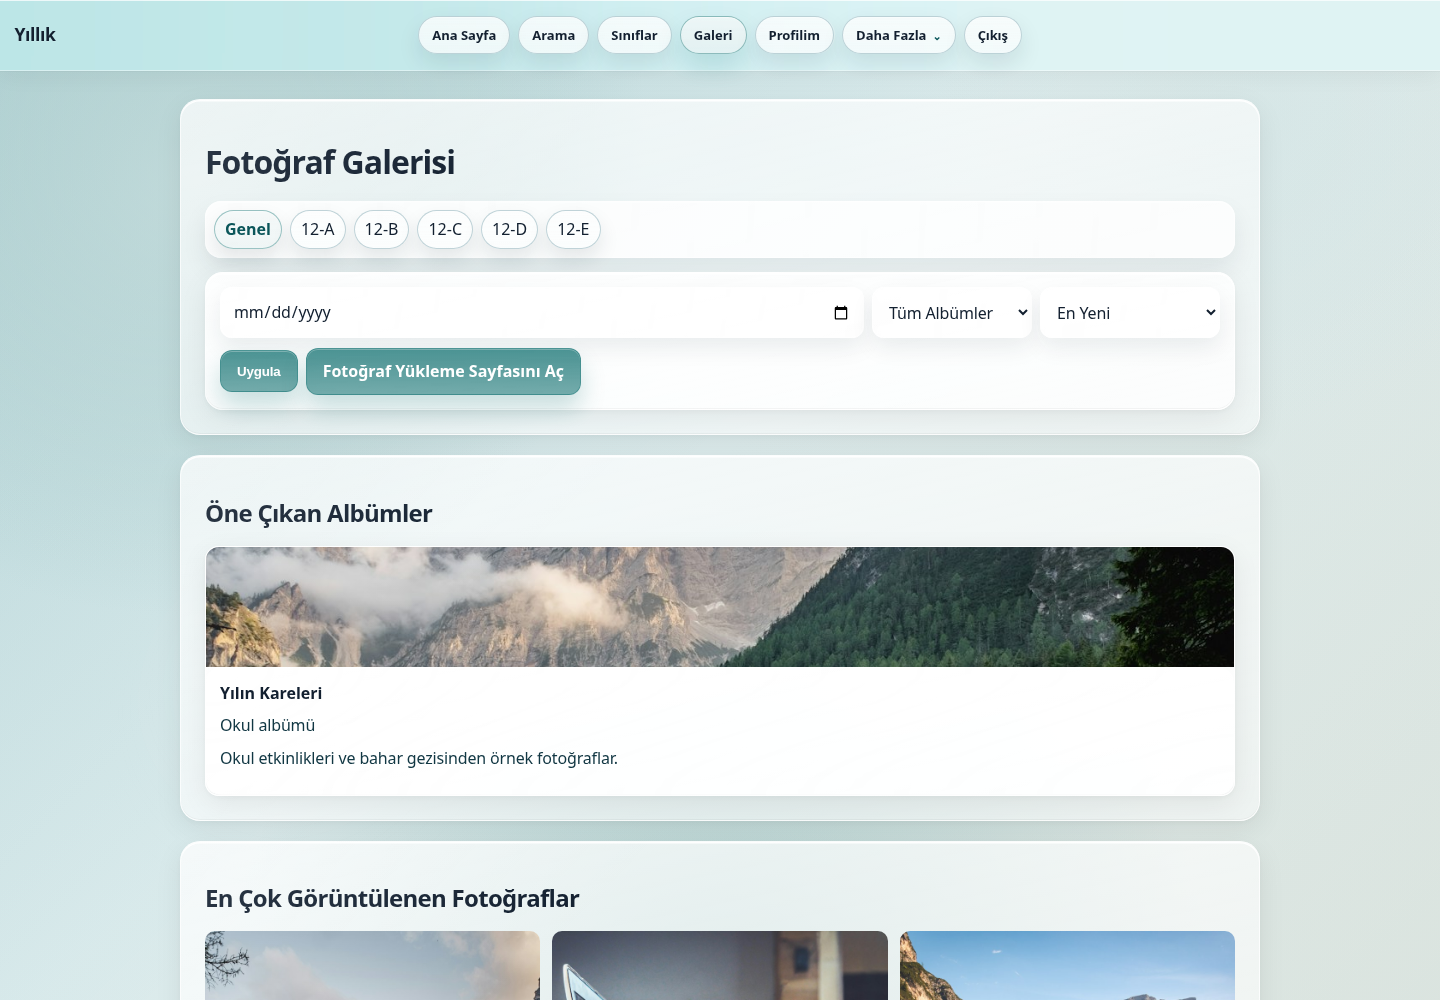 Yıllık
Ana Sayfa
Arama
Sınıflar
Galeri
Profilim
Daha Fazla
Çıkış
Fotoğraf Galerisi
Genel
12-A
12-B
12-C
12-D
12-E
mm/dd/yyyy
Tüm Albümler
En Yeni
Uygula
Fotoğraf Yükleme Sayfasını Aç
Öne Çıkan Albümler
Yılın Kareleri
Okul albümü
Okul etkinlikleri ve bahar gezisinden örnek fotoğraflar.
En Çok Görüntülenen Fotoğraflar